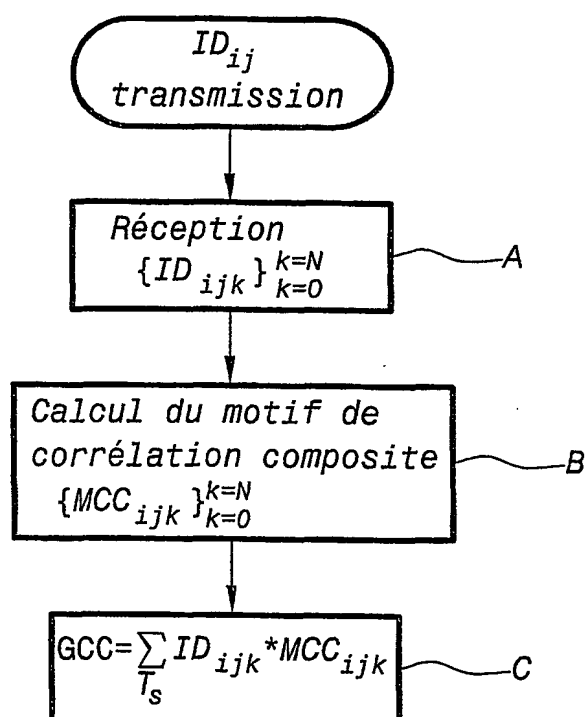 ID_ij
transmission
Réception
{ID_ijk}^{k=N}_{k=0}
A
Calcul du motif de
corrélation composite
{MCC_ijk}^{k=N}_{k=0}
B
GCC=∑_{T_s} ID_ijk*MCC_ijk
C